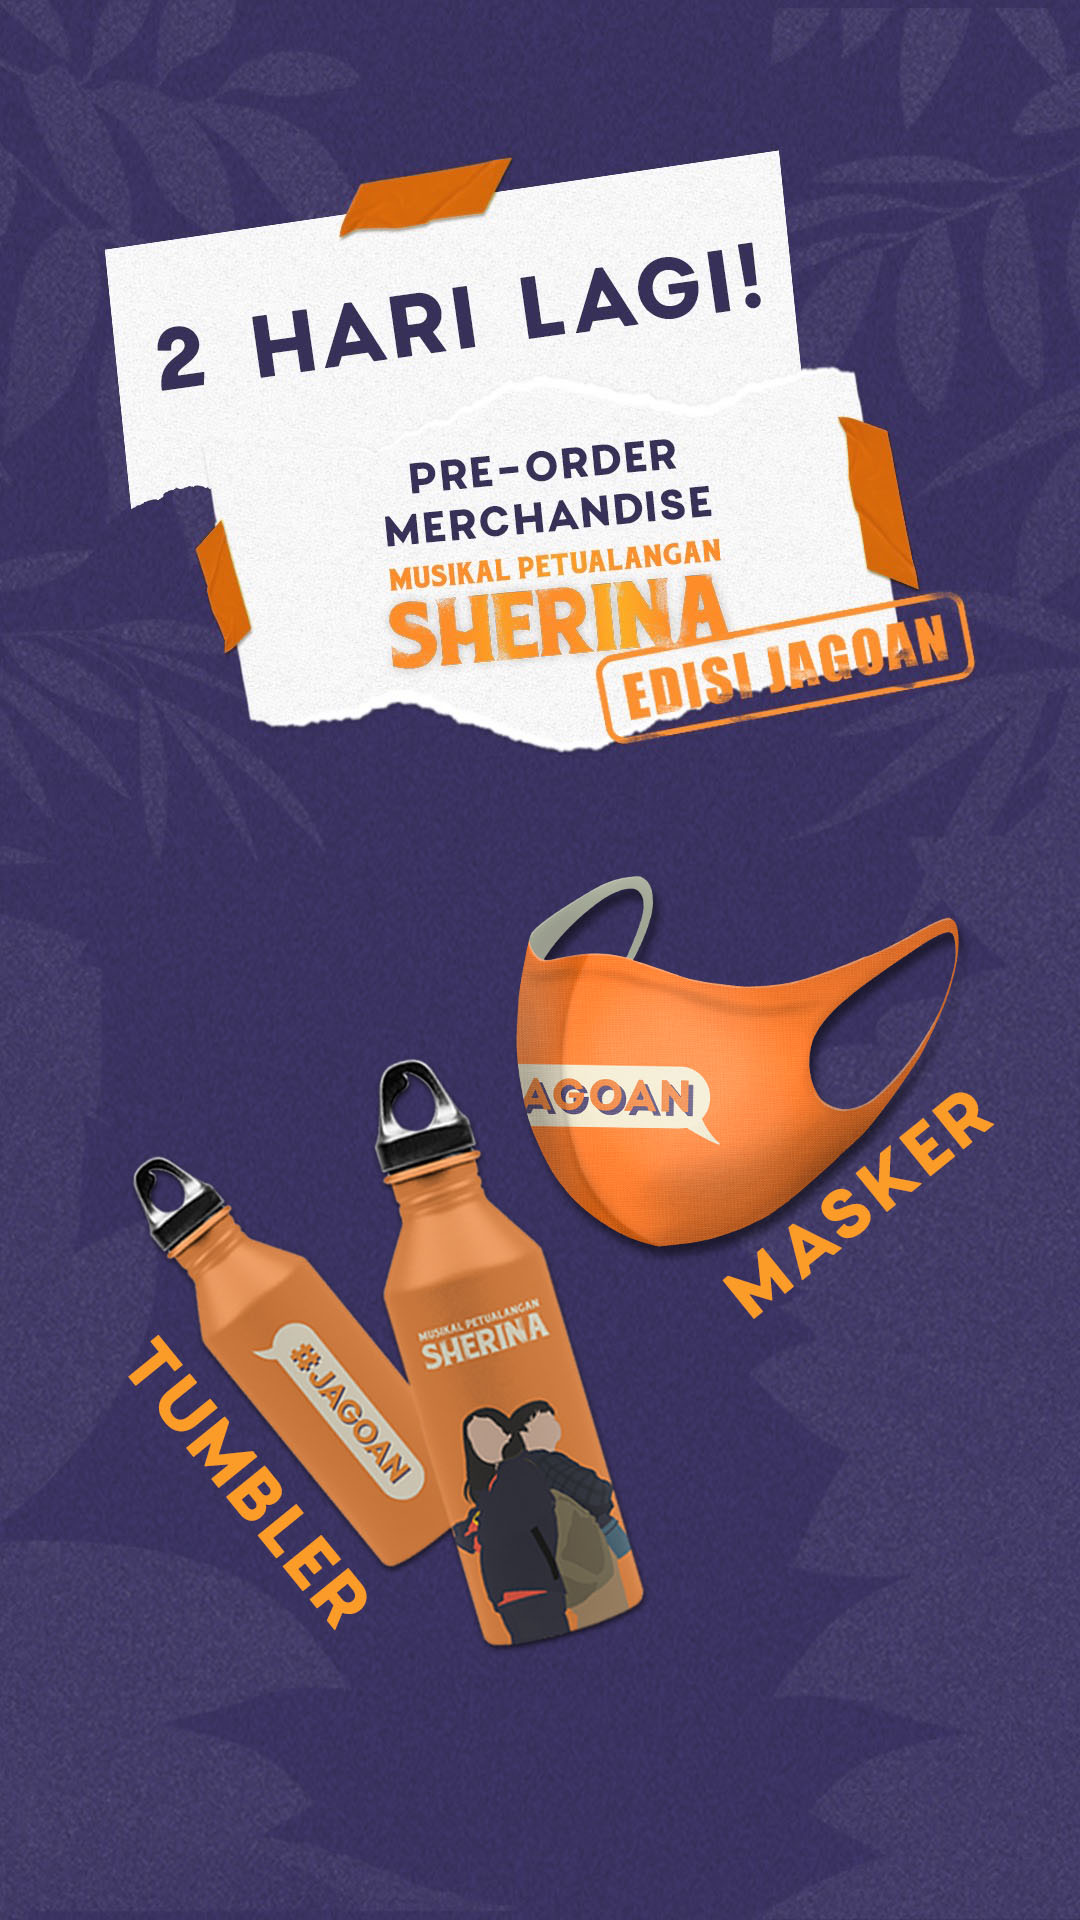 2 HARI LAGI!
PRE-ORDER
MERCHANDISE
MUSIKAL PETUALANGAN
SHERINA
EDISI JAGOAN
AGOAN
MASKER
MUSIKAL PETUALANGAN
SHERINA
#JAGOAN
TUMBLER